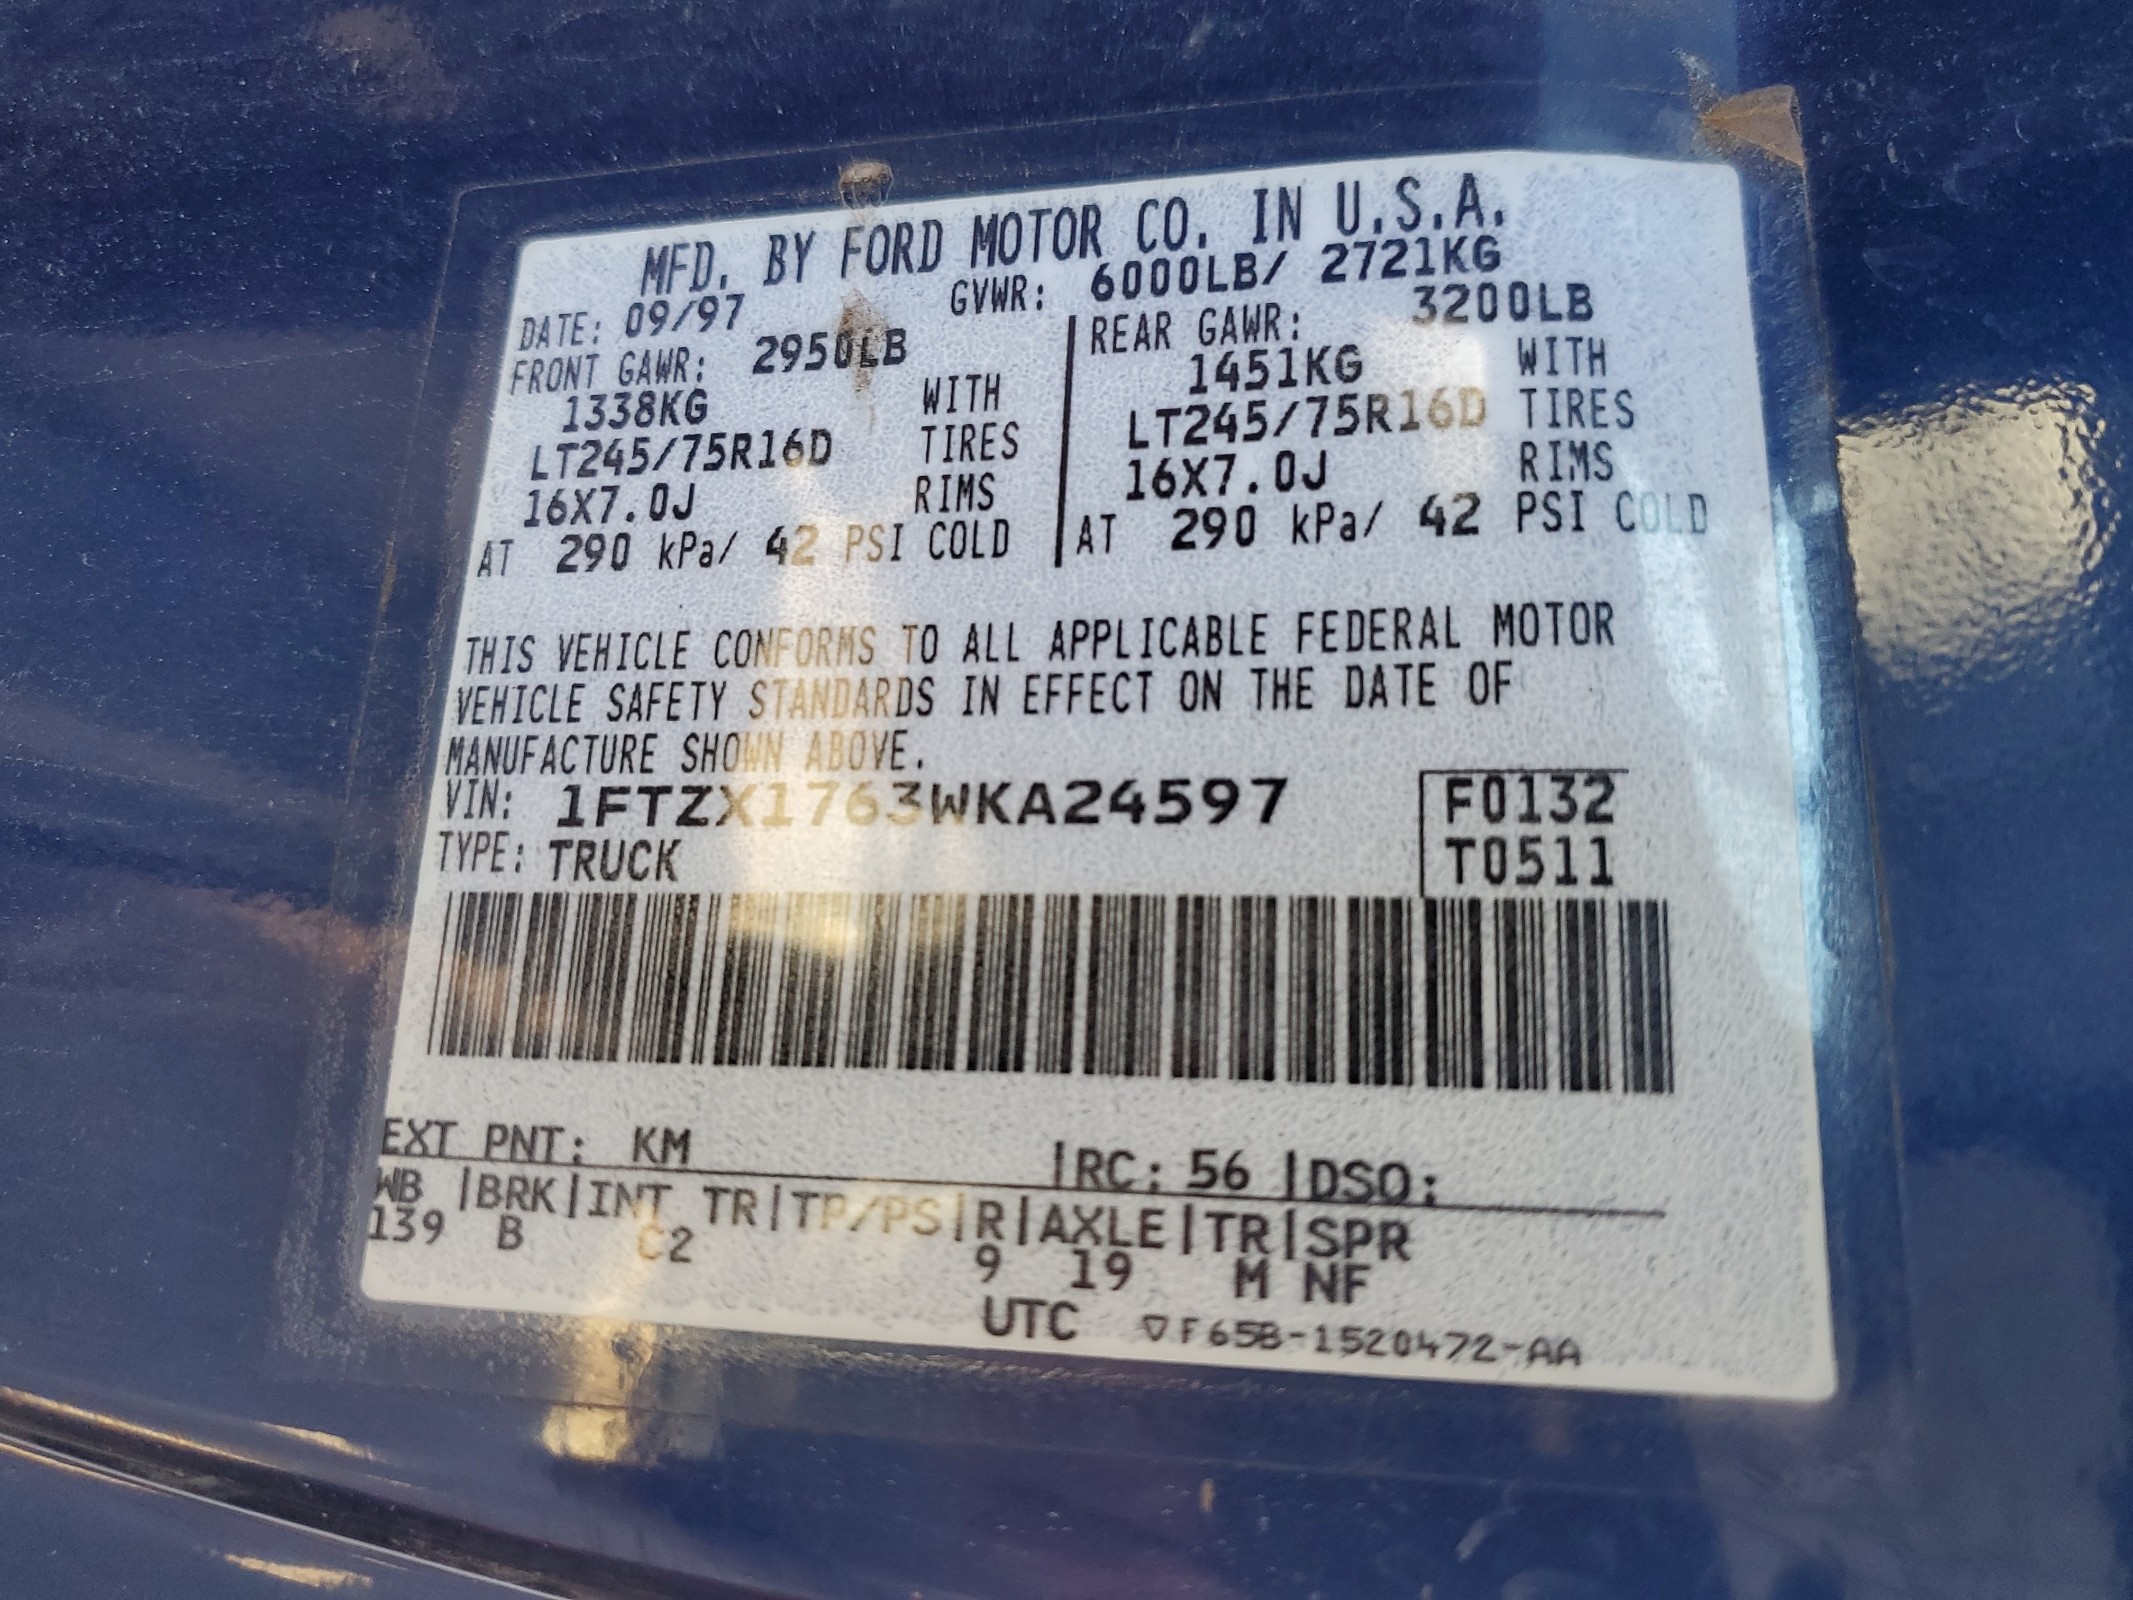 MFD. BY FORD MOTOR CO. IN U.S.A.
DATE: 09/97 GVWR: 6000LB/ 2721KG
FRONT GAWR: 2950LB
1338KG WITH
LT245/75R16D TIRES
16X7.0J RIMS
AT 290 kPa/ 42 PSI COLD
REAR GAWR: 3200LB
1451KG WITH
LT245/75R16D TIRES
16X7.0J RIMS
AT 290 kPa/ 42 PSI COLD
THIS VEHICLE CONFORMS TO ALL APPLICABLE FEDERAL MOTOR
VEHICLE SAFETY STANDARDS IN EFFECT ON THE DATE OF
MANUFACTURE SHOWN ABOVE.
VIN: 1FTZX1763WKA24597
TYPE: TRUCK
F0132
T0511
EXT PNT: KM |RC: 56 |DSO:
WB |BRK|INT TR|TP/PS|R|AXLE|TR|SPR
139 B C2 9 19 M NF
UTC ▽F65B-1520472-AA